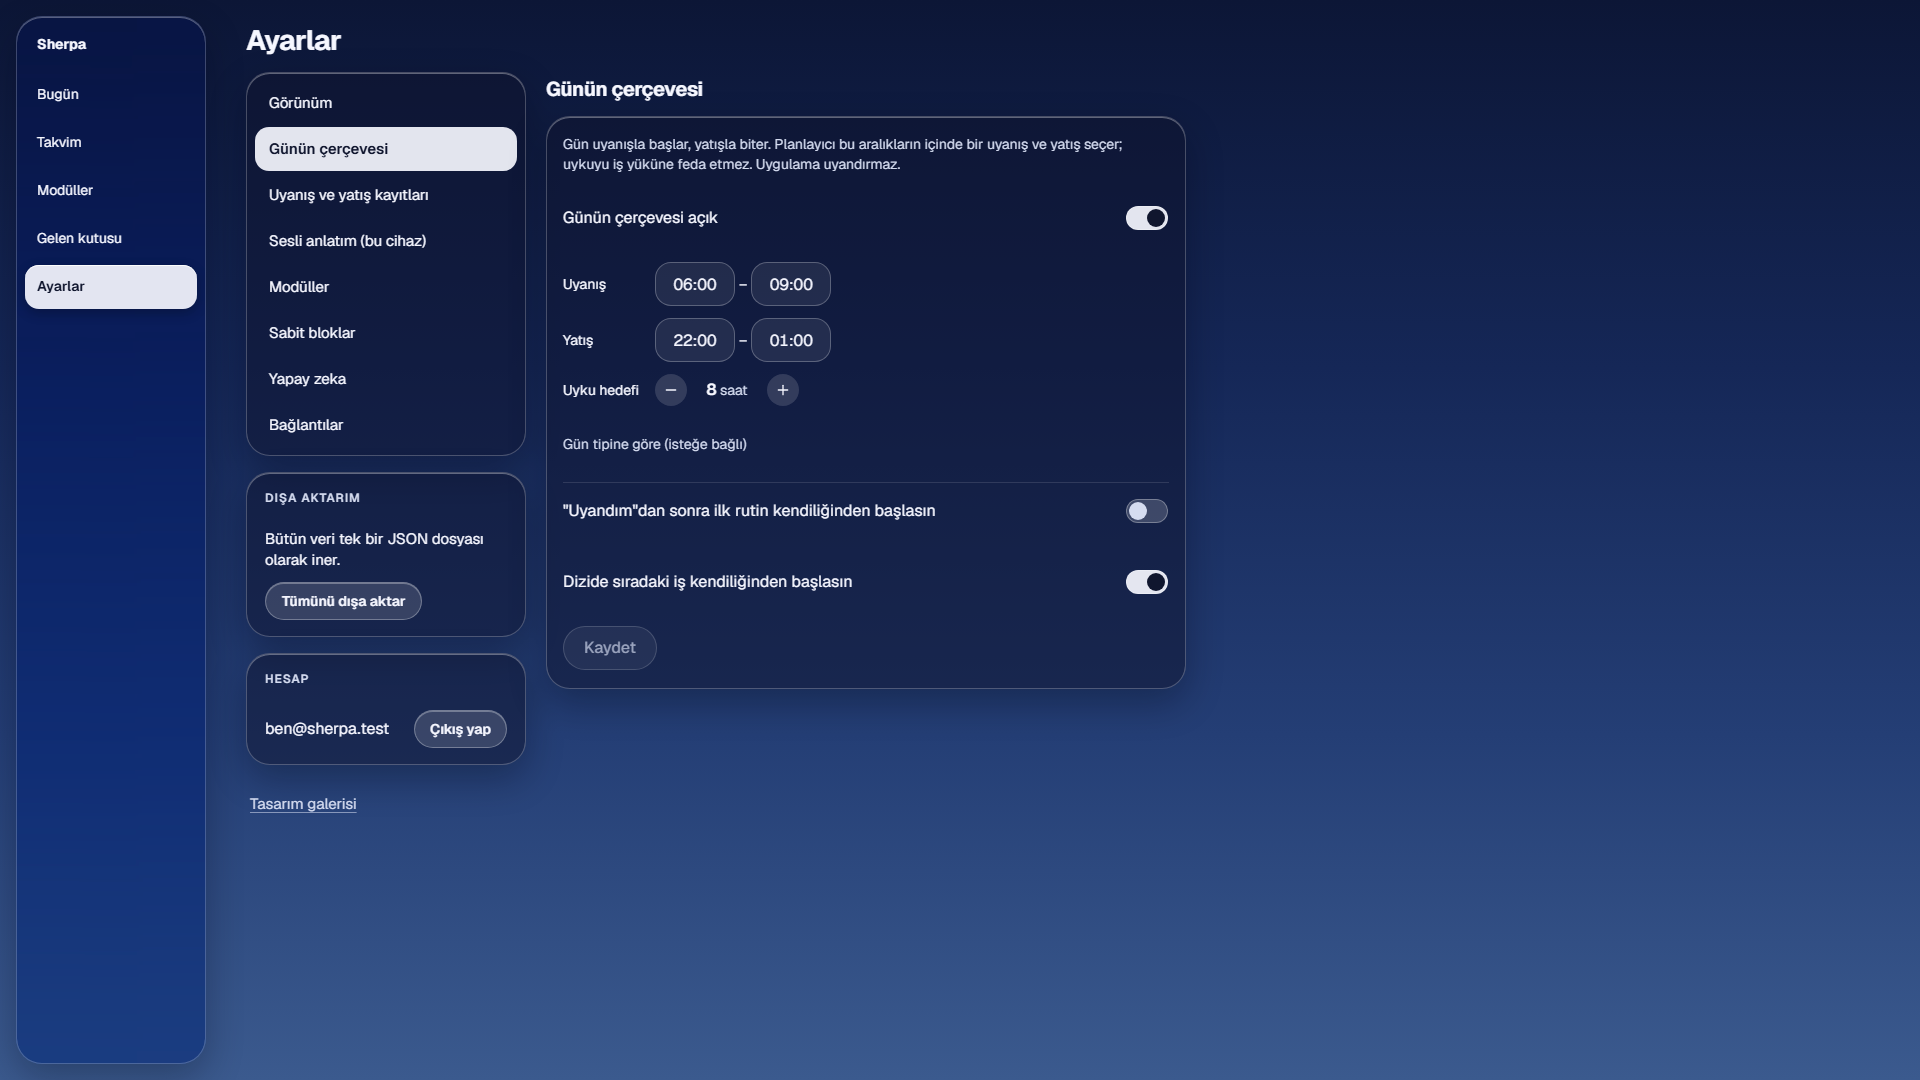 Sherpa
Bugün
Takvim
Modüller
Gelen kutusu
Ayarlar
Ayarlar
Görünüm
Günün çerçevesi
Uyanış ve yatış kayıtları
Sesli anlatım (bu cihaz)
Modüller
Sabit bloklar
Yapay zeka
Bağlantılar
DIŞA AKTARIM
Bütün veri tek bir JSON dosyası
olarak iner.
Tümünü dışa aktar
HESAP
ben@sherpa.test
Çıkış yap
Tasarım galerisi
Günün çerçevesi
Gün uyanışla başlar, yatışla biter. Planlayıcı bu aralıkların içinde bir uyanış ve yatış seçer;
uykuyu iş yüküne feda etmez. Uygulama uyandırmaz.
Günün çerçevesi açık
Uyanış 06:00 – 09:00
Yatış 22:00 – 01:00
Uyku hedefi − 8 saat +
Gün tipine göre (isteğe bağlı)
"Uyandım"dan sonra ilk rutin kendiliğinden başlasın
Dizide sıradaki iş kendiliğinden başlasın
Kaydet